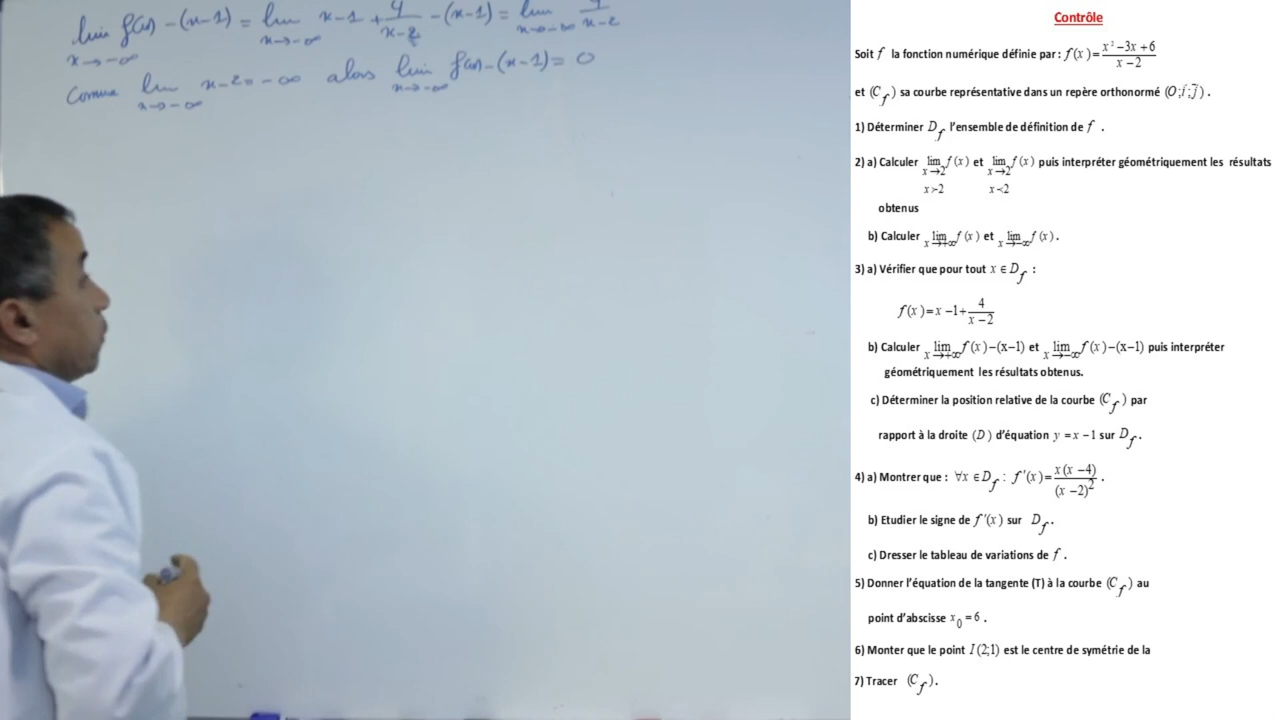 lim f(x) - (x-1) = lim x-1 + 4/(x-2) - (x-1) = lim 4/(x-2)
x→-∞ x→-∞ x→-∞
Comme lim x-2 = -∞ alors lim f(x) - (x-1) = 0
x→-∞ x→-∞
Contrôle
Soit f la fonction numérique définie par : f(x) = (x²-3x+6)/(x-2)
et (C_f) sa courbe représentative dans un repère orthonormé (O;i⃗;j⃗) .
1) Déterminer D_f l'ensemble de définition de f .
2) a) Calculer lim f(x) et lim f(x) puis interpréter géométriquement les résultats
x→2 x→2
x≻2 x≺2
obtenus
b) Calculer lim f(x) et lim f(x) .
x→+∞ x→-∞
3) a) Vérifier que pour tout x ∈ D_f :
f(x) = x - 1 + 4/(x-2)
b) Calculer lim f(x)-(x-1) et lim f(x)-(x-1) puis interpréter
x→+∞ x→-∞
géométriquement les résultats obtenus.
c) Déterminer la position relative de la courbe (C_f) par
rapport à la droite (D) d'équation y = x - 1 sur D_f .
4) a) Montrer que : ∀x ∈ D_f : f'(x) = x(x-4)/(x-2)² .
b) Etudier le signe de f'(x) sur D_f .
c) Dresser le tableau de variations de f .
5) Donner l'équation de la tangente (T) à la courbe (C_f) au
point d'abscisse x_0 = 6 .
6) Monter que le point I(2;1) est le centre de symétrie de la
7) Tracer (C_f) .